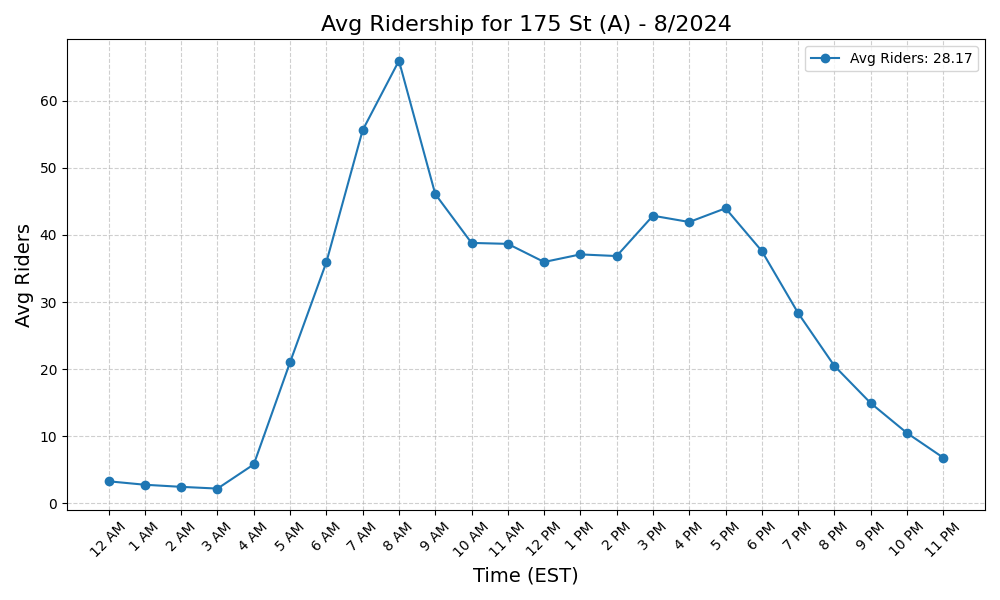 Avg Ridership for 175 St (A) - 8/2024
Avg Riders: 28.17
Avg Riders
60
50
40
30
20
10
0
12 AM
1 AM
2 AM
3 AM
4 AM
5 AM
6 AM
7 AM
8 AM
9 AM
10 AM
11 AM
12 PM
1 PM
2 PM
3 PM
4 PM
5 PM
6 PM
7 PM
8 PM
9 PM
10 PM
11 PM
Time (EST)